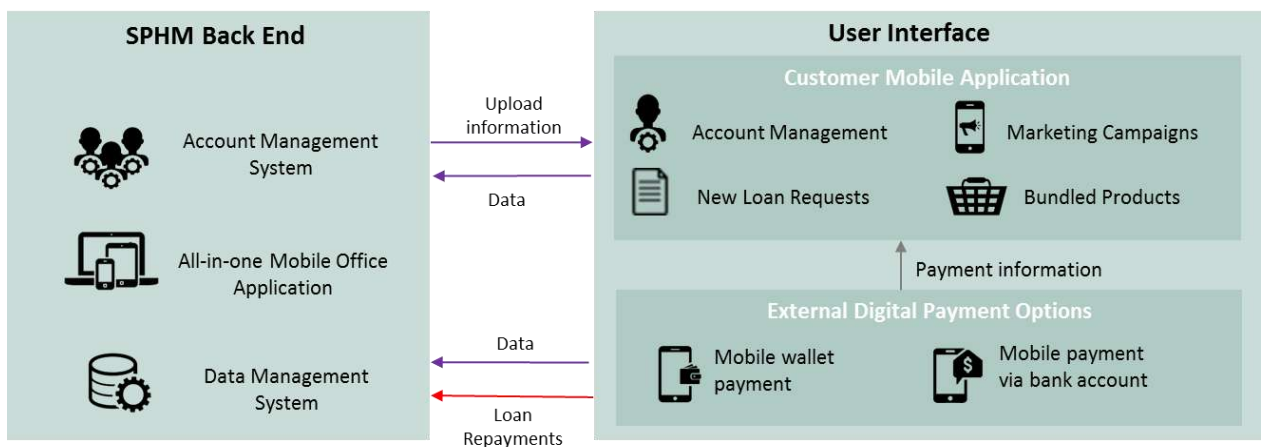 SPHM Back End
Account Management
System
All-in-one Mobile Office
Application
Data Management
System
Upload
information
Data
Data
Loan
Repayments
User Interface
Customer Mobile Application
Account Management
Marketing Campaigns
New Loan Requests
Bundled Products
Payment information
External Digital Payment Options
Mobile wallet
payment
$
Mobile payment
via bank account